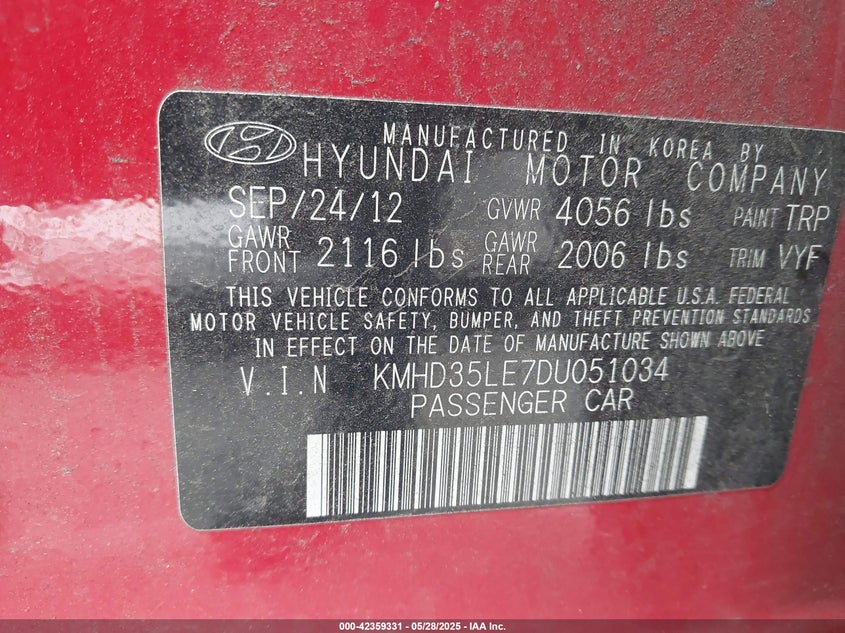 MANUFACTURED IN KOREA BY
HYUNDAI MOTOR COMPANY
SEP/24/12 GVWR 4056 lbs PAINT TRP
GAWR FRONT 2116 lbs GAWR REAR 2006 lbs TRIM VYF
THIS VEHICLE CONFORMS TO ALL APPLICABLE U.S.A. FEDERAL
MOTOR VEHICLE SAFETY, BUMPER, AND THEFT PREVENTION STANDARDS
IN EFFECT ON THE DATE OF MANUFACTURE SHOWN ABOVE
V.I.N KMHD35LE7DU051034
PASSENGER CAR
000-42359331 — 05/28/2025 - IAA Inc.